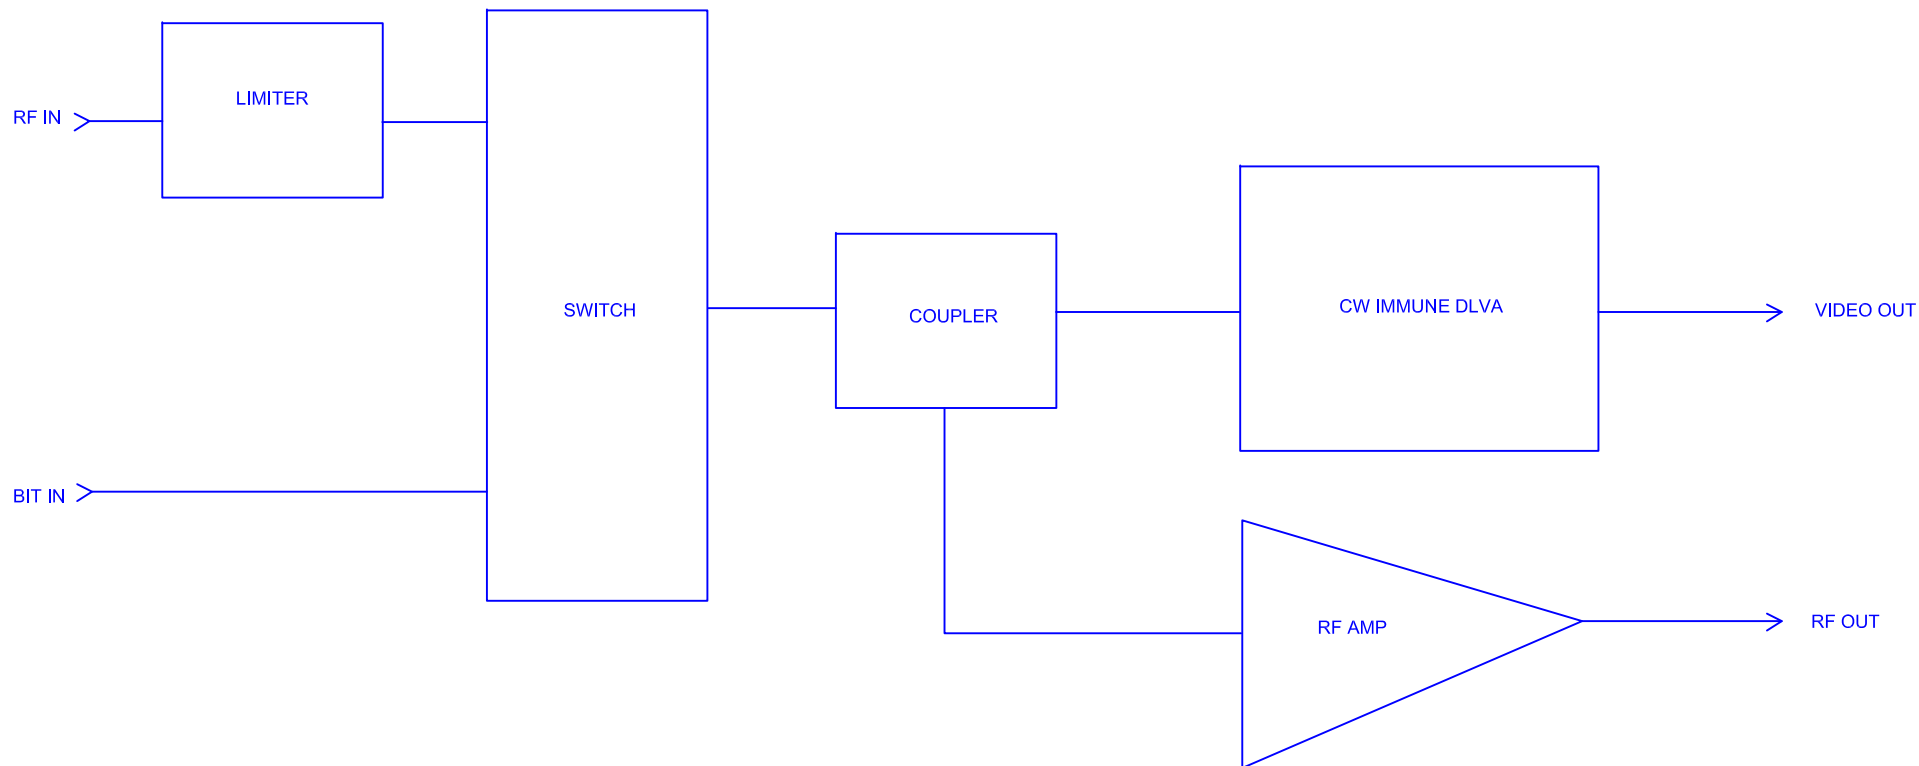 LIMITER
RF IN
SWITCH
COUPLER
CW IMMUNE DLVA
VIDEO OUT
BIT IN
RF AMP
RF OUT